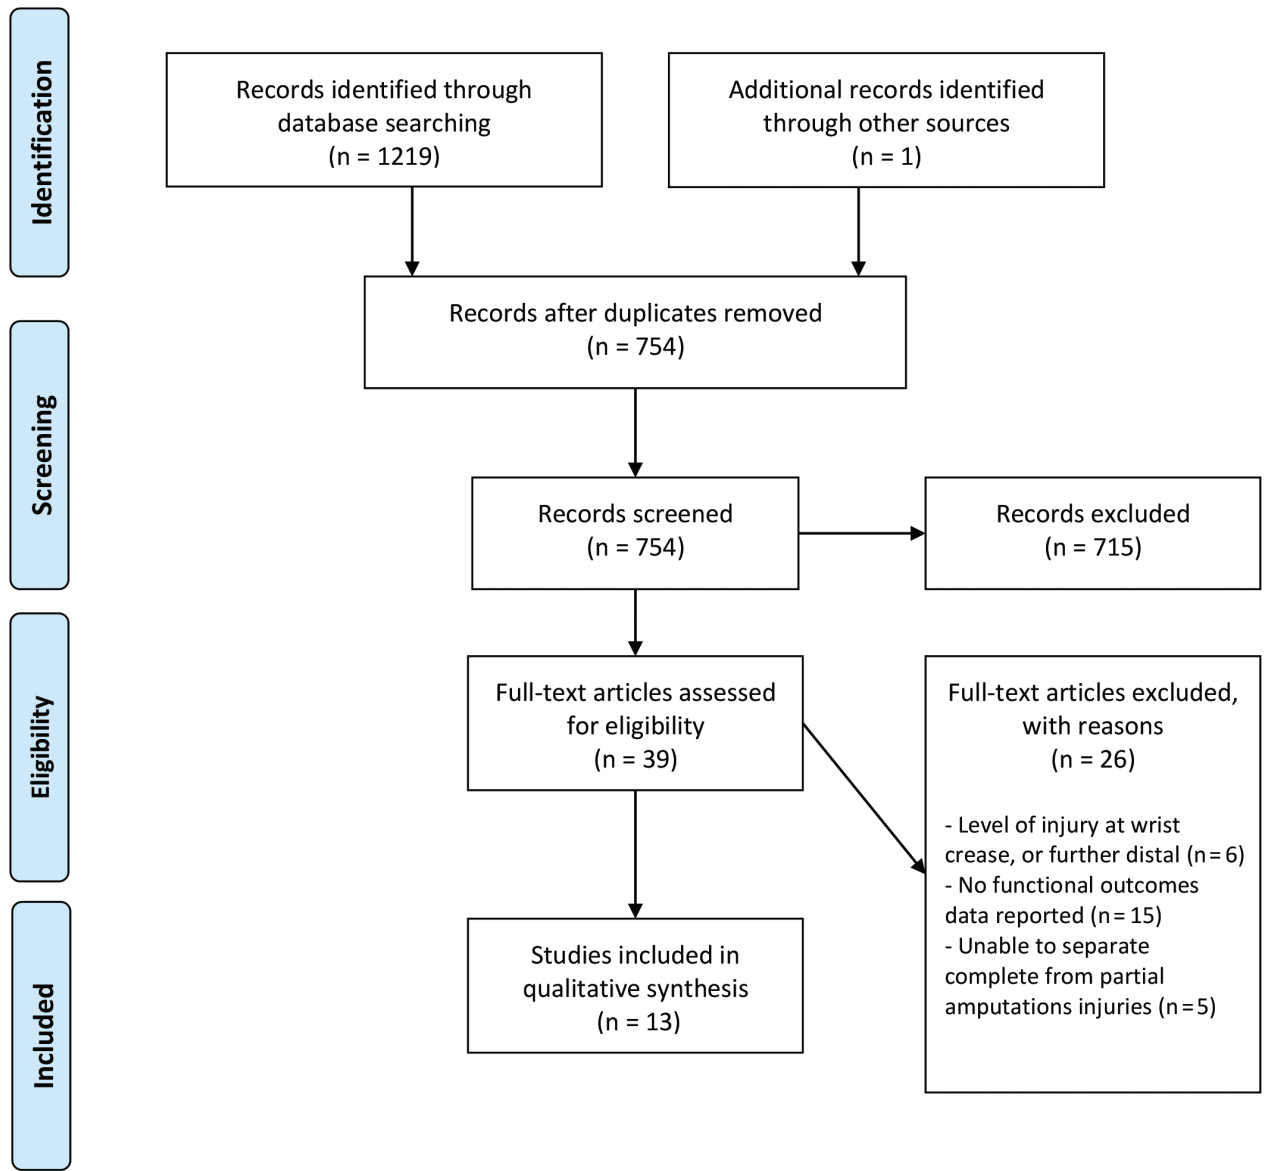 Identification
Records identified through
database searching
(n = 1219)
Additional records identified
through other sources
(n = 1)
Records after duplicates removed
(n = 754)
Screening
Records screened
(n = 754)
Records excluded
(n = 715)
Eligibility
Full-text articles assessed
for eligibility
(n = 39)
Full-text articles excluded,
with reasons
(n = 26)
- Level of injury at wrist
crease, or further distal (n = 6)
- No functional outcomes
data reported (n = 15)
- Unable to separate
complete from partial
amputations injuries (n = 5)
Included
Studies included in
qualitative synthesis
(n = 13)